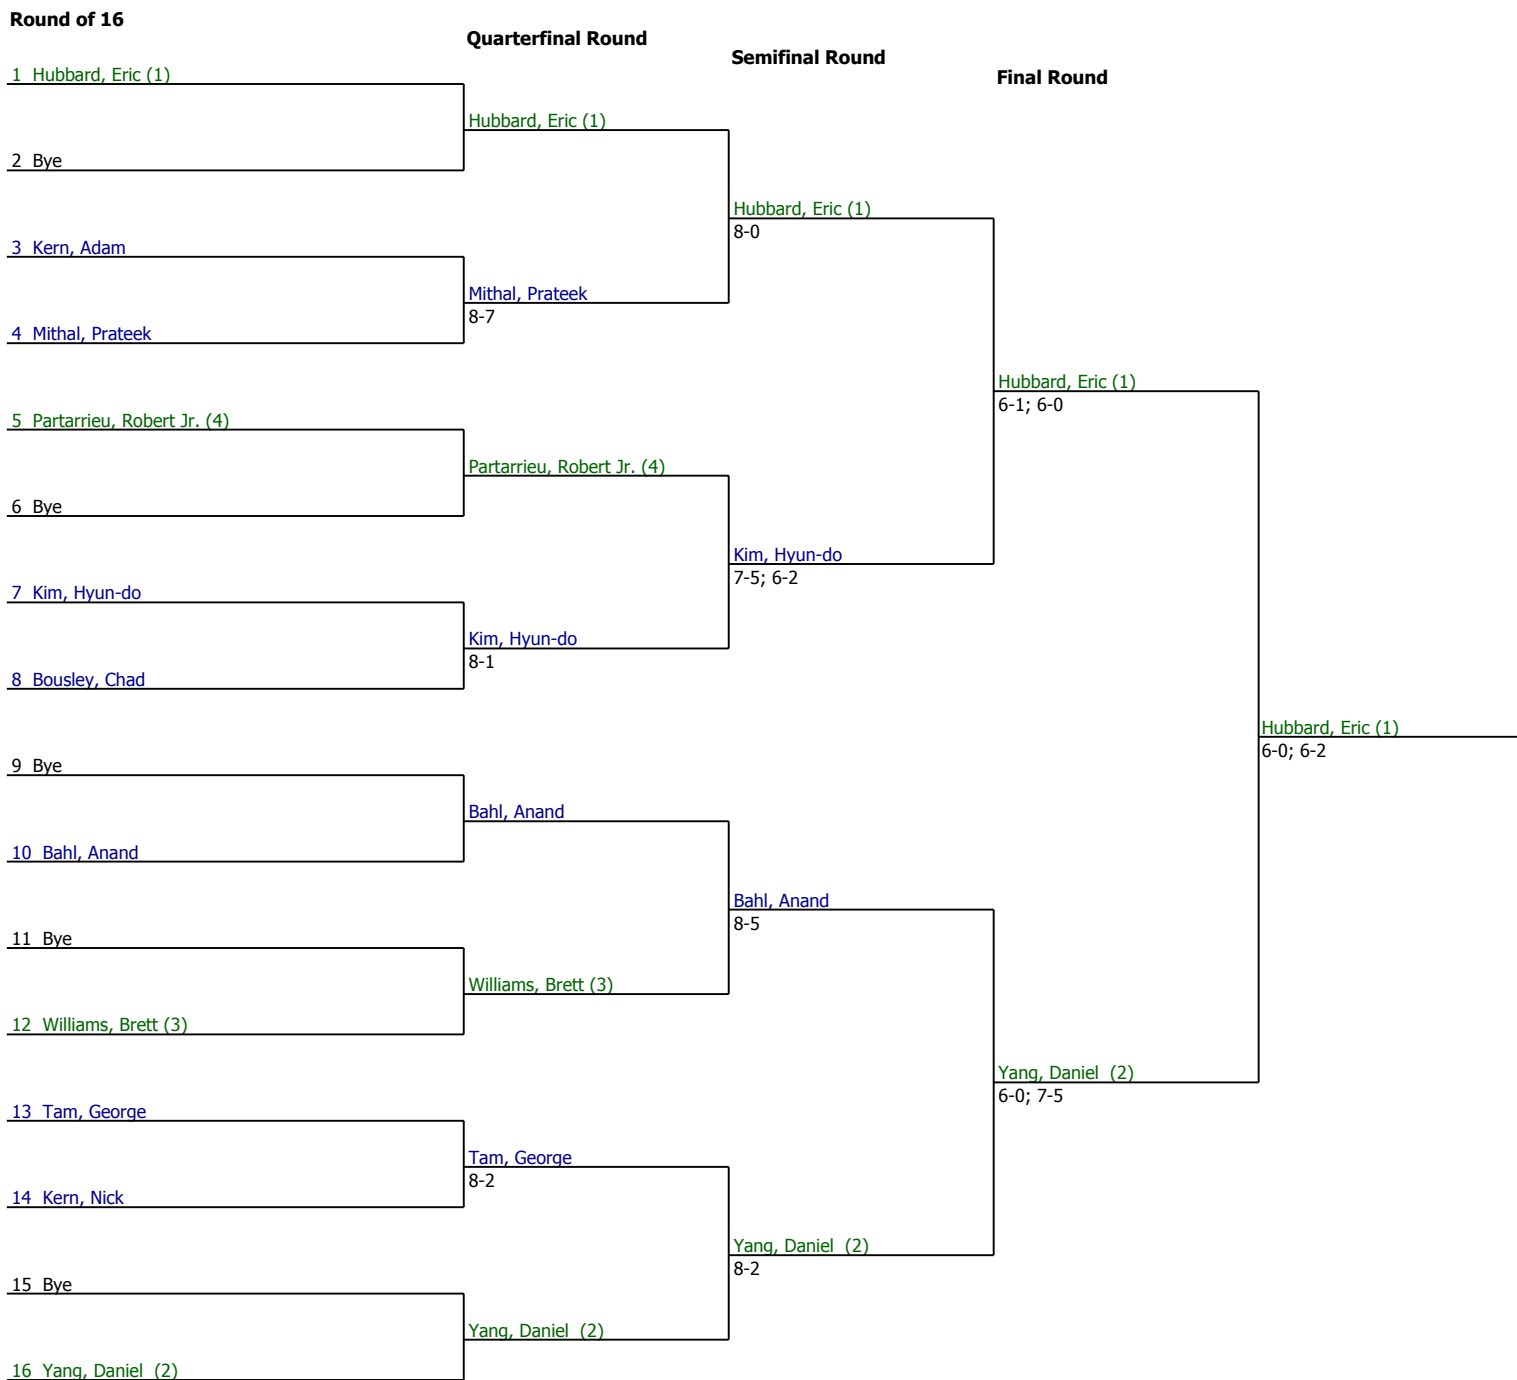 Round of 16
Quarterfinal Round
Semifinal Round
Final Round
1 Hubbard, Eric (1)
Hubbard, Eric (1)
2 Bye
Hubbard, Eric (1)
8-0
3 Kern, Adam
Mithal, Prateek
8-7
4 Mithal, Prateek
Hubbard, Eric (1)
6-1; 6-0
5 Partarrieu, Robert Jr. (4)
Partarrieu, Robert Jr. (4)
6 Bye
Kim, Hyun-do
7-5; 6-2
7 Kim, Hyun-do
Kim, Hyun-do
8-1
8 Bousley, Chad
Hubbard, Eric (1)
6-0; 6-2
9 Bye
Bahl, Anand
10 Bahl, Anand
Bahl, Anand
8-5
11 Bye
Williams, Brett (3)
12 Williams, Brett (3)
Yang, Daniel (2)
6-0; 7-5
13 Tam, George
Tam, George
8-2
14 Kern, Nick
Yang, Daniel (2)
8-2
15 Bye
Yang, Daniel (2)
16 Yang, Daniel (2)